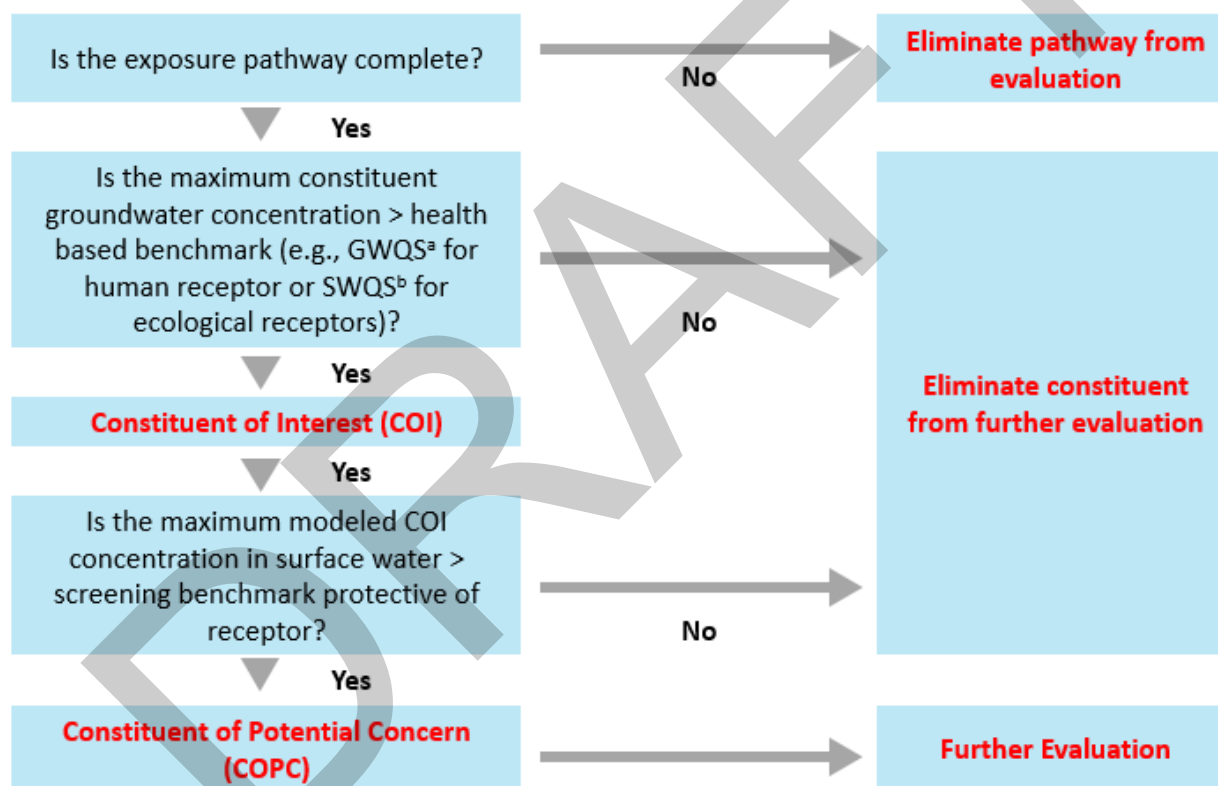 Is the exposure pathway complete?
No
Eliminate pathway from
evaluation
Yes
Is the maximum constituent
groundwater concentration > health
based benchmark (e.g., GWQSᵃ for
human receptor or SWQSᵇ for
ecological receptors)?
No
Yes
Constituent of Interest (COI)
Eliminate constituent
from further evaluation
Yes
Is the maximum modeled COI
concentration in surface water >
screening benchmark protective of
receptor?
No
Yes
Constituent of Potential Concern
(COPC)
Further Evaluation
DRAFT